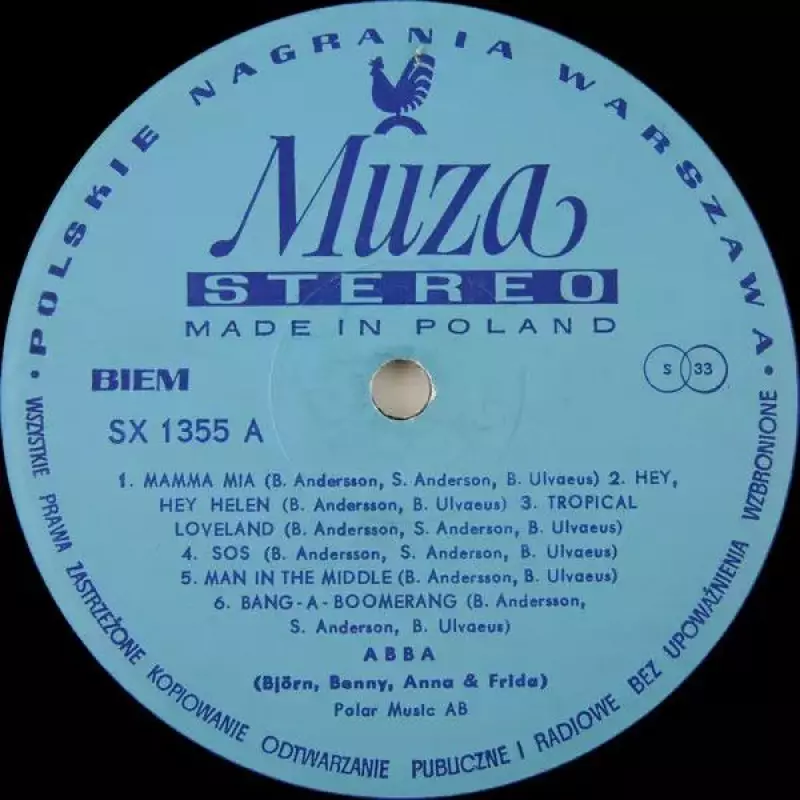 POLSKIE NAGRANIA WARSZAWA
Muza
STEREO
MADE IN POLAND
BIEM
S 33
SX 1355 A
1. MAMMA MIA (B. Andersson, S. Anderson, B. Ulvaeus) 2. HEY,
HEY HELEN (B. Andersson, B. Ulvaeus) 3. TROPICAL
LOVELAND (B. Andersson, S. Anderson, B. Ulvaeus)
4. SOS (B. Andersson, S. Anderson, B. Ulvaeus)
5. MAN IN THE MIDDLE (B. Andersson, B. Ulvaeus)
6. BANG-A-BOOMERANG (B. Andersson,
S. Anderson, B. Ulvaeus)
ABBA
(Björn, Benny, Anna & Frida)
Polar Music AB
• WSZYSTKIE PRAWA ZASTRZEŻONE KOPIOWANIE ODTWARZANIE PUBLICZNE I RADIOWE BEZ UPOWAŻNIENIA WZBRONIONE •